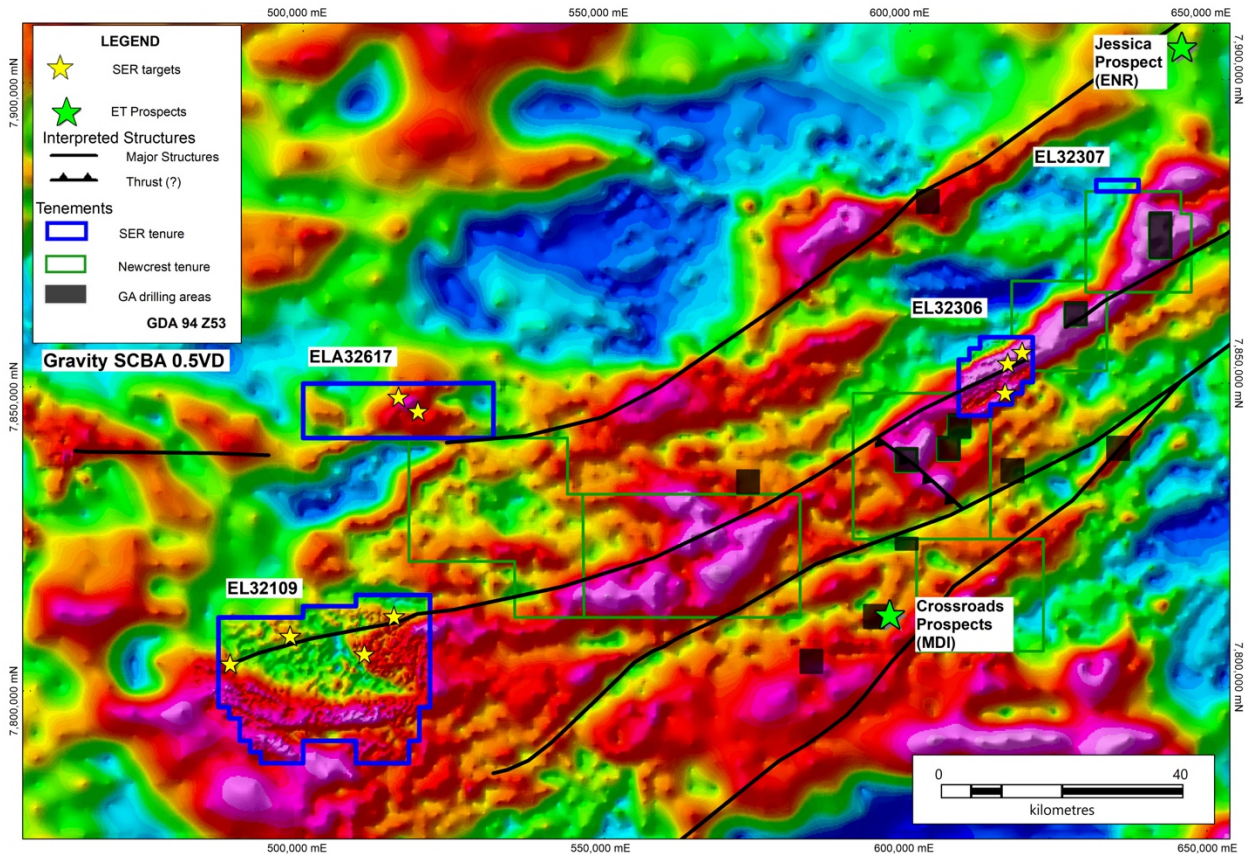 500,000 mE
550,000 mE
600,000 mE
650,000 mE
LEGEND
SER targets
ET Prospects
Interpreted Structures
Major Structures
Thrust (?)
Tenements
SER tenure
Newcrest tenure
GA drilling areas
GDA 94 Z53
Gravity SCBA 0.5VD
Jessica
Prospect
(ENR)
EL32307
EL32306
ELA32617
EL32109
Crossroads
Prospects
(MDI)
0
40
kilometres
7,900,000 mN
7,850,000 mN
7,800,000 mN
7,900,000 mN
7,850,000 mN
7,800,000 mN
500,000 mE
550,000 mE
600,000 mE
650,000 mE